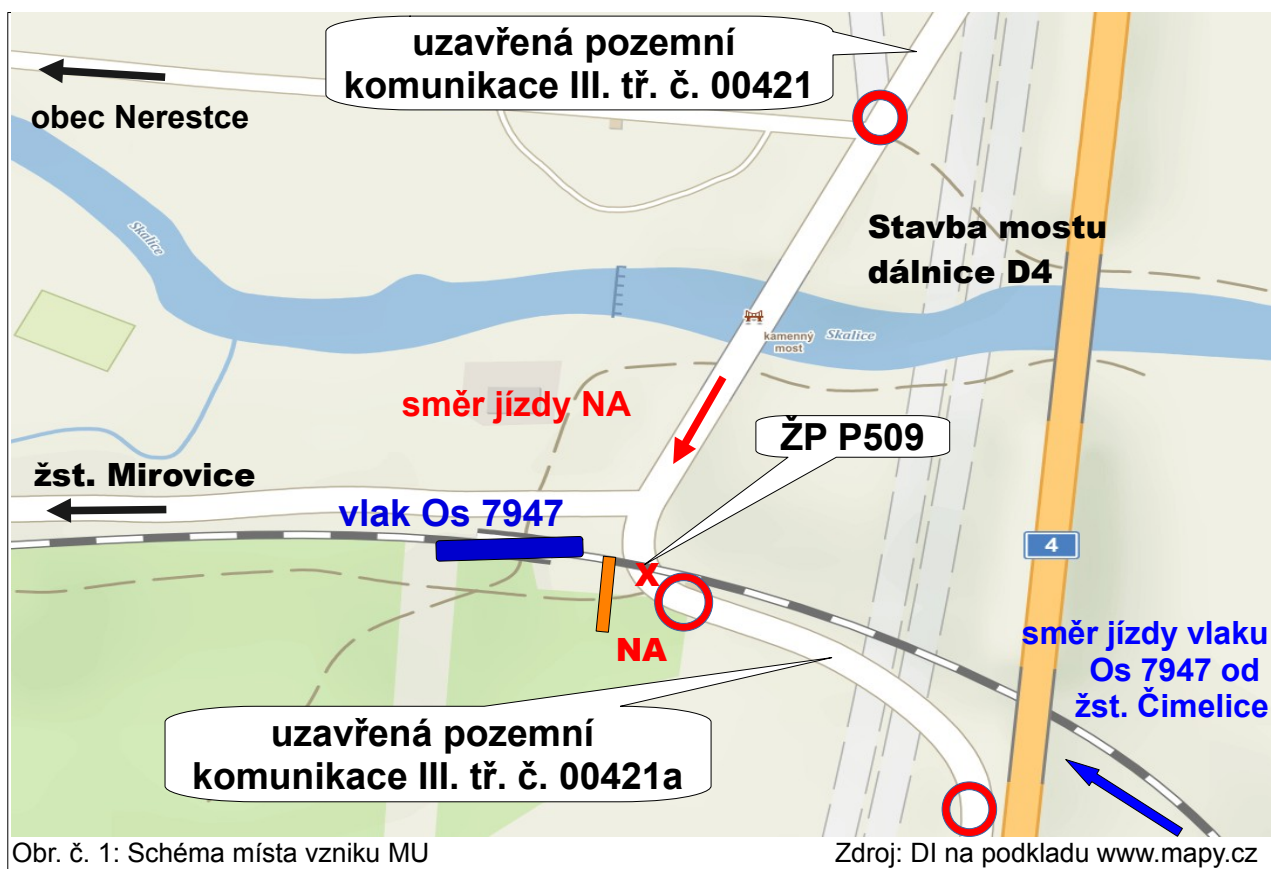 uzavřená pozemní
komunikace III. tř. č. 00421
obec Nerestce
Skalice
Stavba mostu
dálnice D4
kamenný
most
Skalice
směr jízdy NA
ŽP P509
žst. Mirovice
vlak Os 7947
4
x
NA
směr jízdy vlaku
Os 7947 od
žst. Čimelice
uzavřená pozemní
komunikace III. tř. č. 00421a
Obr. č. 1: Schéma místa vzniku MU
Zdroj: DI na podkladu www.mapy.cz